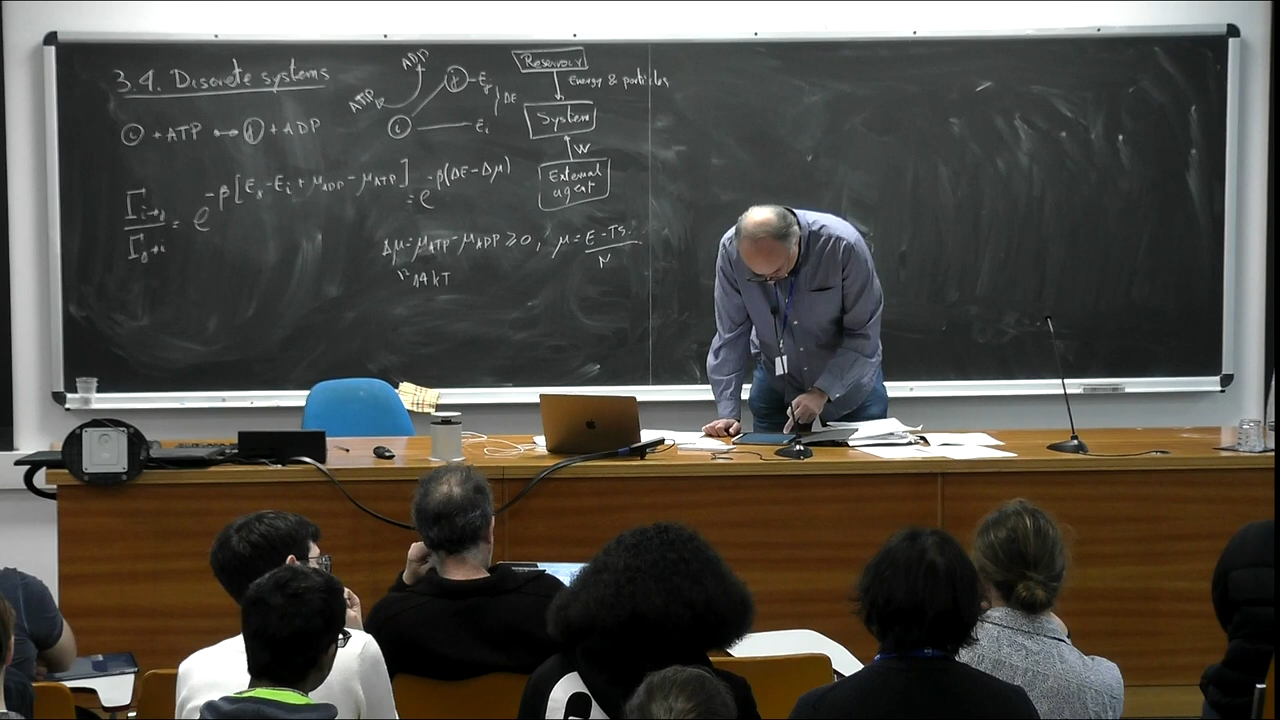 3.4. Discrete systems
i + ATP ↔ j + ADP
Γi→j / Γj→i = e^{-β[Ej - Ei + μADP - μATP]} = e^{-β(ΔE - Δμ)}
Δμ = μATP - μADP ≥ 0, μ = (E - TS) / N
14 kT
ADP
ATP
j
Ej
ΔE
i
Ei
Reservoir
Energy & particles
System
W
External
agent